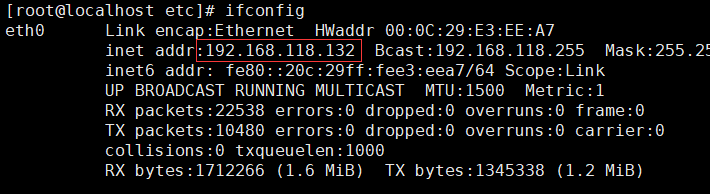 [root@localhost etc]# ifconfig
eth0 Link encap:Ethernet HWaddr 00:0C:29:E3:EE:A7
inet addr:192.168.118.132 Bcast:192.168.118.255 Mask:255.25
inet6 addr: fe80::20c:29ff:fee3:eea7/64 Scope:Link
UP BROADCAST RUNNING MULTICAST MTU:1500 Metric:1
RX packets:22538 errors:0 dropped:0 overruns:0 frame:0
TX packets:10480 errors:0 dropped:0 overruns:0 carrier:0
collisions:0 txqueuelen:1000
RX bytes:1712266 (1.6 MiB) TX bytes:1345338 (1.2 MiB)